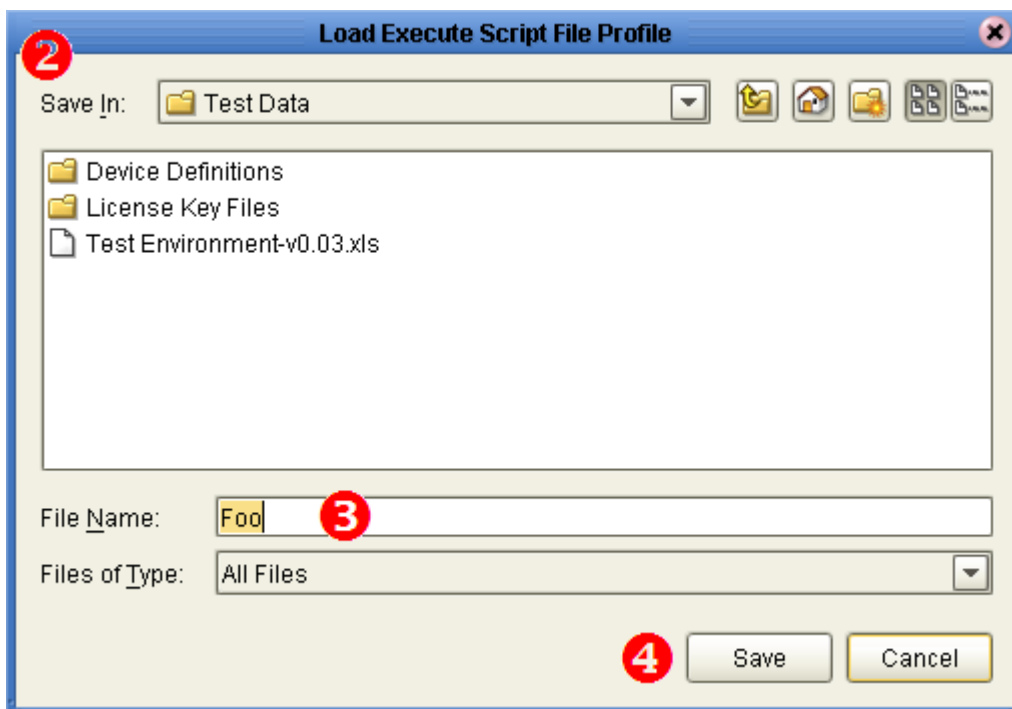 Load Execute Script File Profile
2
Save In: Test Data
Device Definitions
License Key Files
Test Environment-v0.03.xls
File Name: Foo 3
Files of Type: All Files
4 Save Cancel